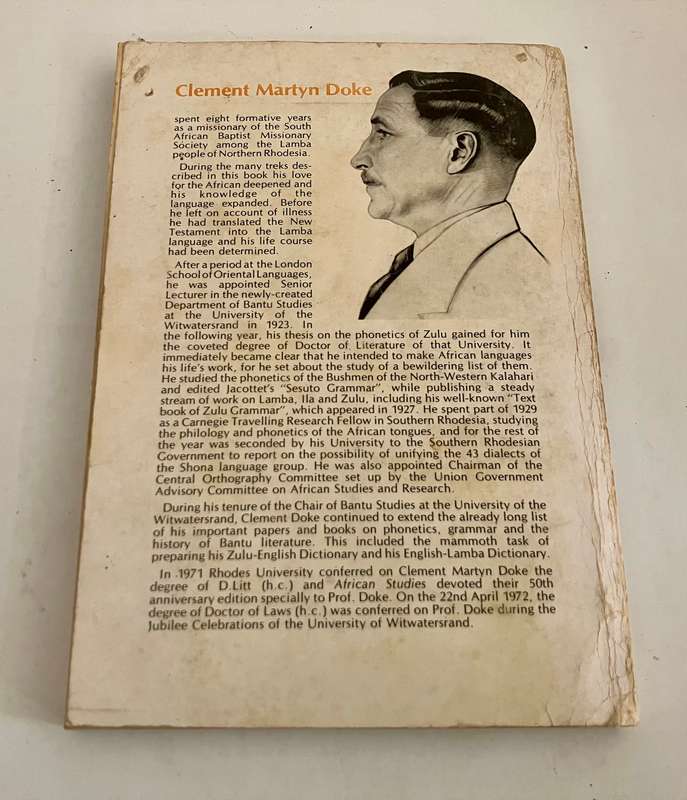 Clement Martyn Doke
spent eight formative years
as a missionary of the South
African Baptist Missionary
Society among the Lamba
people of Northern Rhodesia.
During the many treks des-
cribed in this book his love
for the African deepened and
his knowledge of the
language expanded. Before
he left on account of illness
he had translated the New
Testament into the Lamba
language and his life course
had been determined.
After a period at the London
School of Oriental Languages,
he was appointed Senior
Lecturer in the newly-created
Department of Bantu Studies
at the University of the
Witwatersrand in 1923. In
the following year, his thesis on the phonetics of Zulu gained for him
the coveted degree of Doctor of Literature of that University. It
immediately became clear that he intended to make African languages
his life's work, for he set about the study of a bewildering list of them.
He studied the phonetics of the Bushmen of the North-Western Kalahari
and edited Jacottet's "Sesuto Grammar", while publishing a steady
stream of work on Lamba, Ila and Zulu, including his well-known "Text
book of Zulu Grammar", which appeared in 1927. He spent part of 1929
as a Carnegie Travelling Research Fellow in Southern Rhodesia, studying
the philology and phonetics of the African tongues, and for the rest of
the year was seconded by his University to the Southern Rhodesian
Government to report on the possibility of unifying the 43 dialects of
the Shona language group. He was also appointed Chairman of the
Central Orthography Committee set up by the Union Government
Advisory Committee on African Studies and Research.
During his tenure of the Chair of Bantu Studies at the University of the
Witwatersrand, Clement Doke continued to extend the already long list
of his important papers and books on phonetics, grammar and the
history of Bantu literature. This included the mammoth task of
preparing his Zulu-English Dictionary and his English-Lamba Dictionary.
In 1971 Rhodes University conferred on Clement Martyn Doke the
degree of D.Litt (h.c.) and African Studies devoted their 50th
anniversary edition specially to Prof. Doke. On the 22nd April 1972, the
degree of Doctor of Laws (h.c.) was conferred on Prof. Doke during the
Jubilee Celebrations of the University of Witwatersrand.